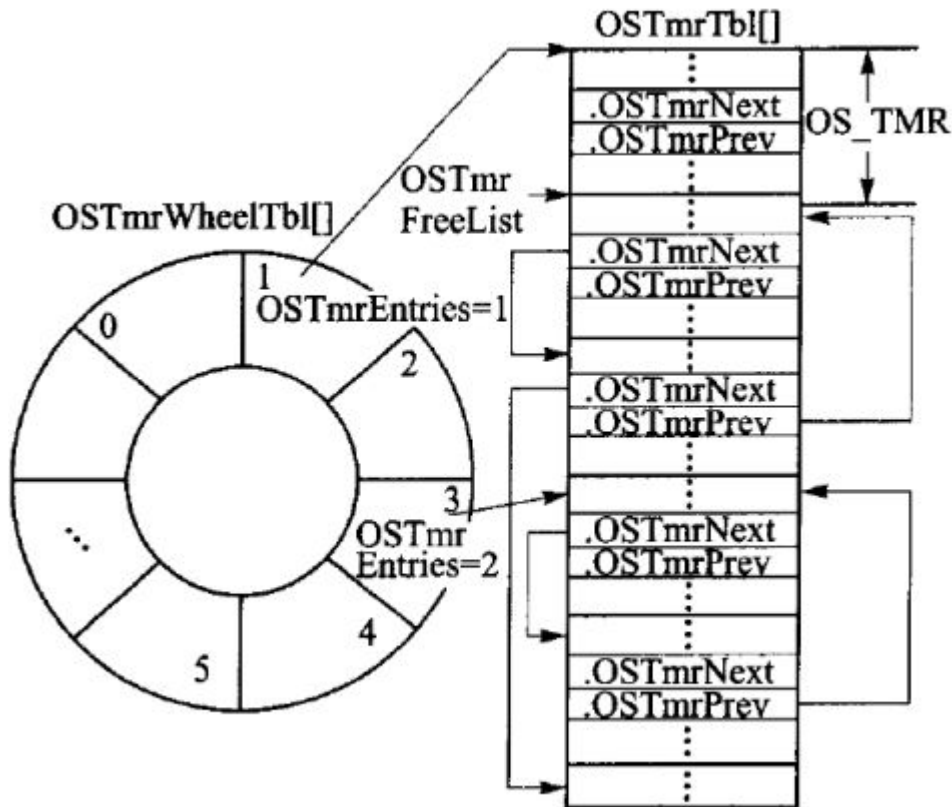 OSTmrTbl[]
.OSTmrNext
.OSTmrPrev
OS_TMR
OSTmr
FreeList
OSTmrWheelTbl[]
.OSTmrNext
.OSTmrPrev
0
1
OSTmrEntries=1
2
3
OSTmr
Entries=2
4
5
...
.OSTmrNext
.OSTmrPrev
.OSTmrNext
.OSTmrPrev
.OSTmrNext
.OSTmrPrev